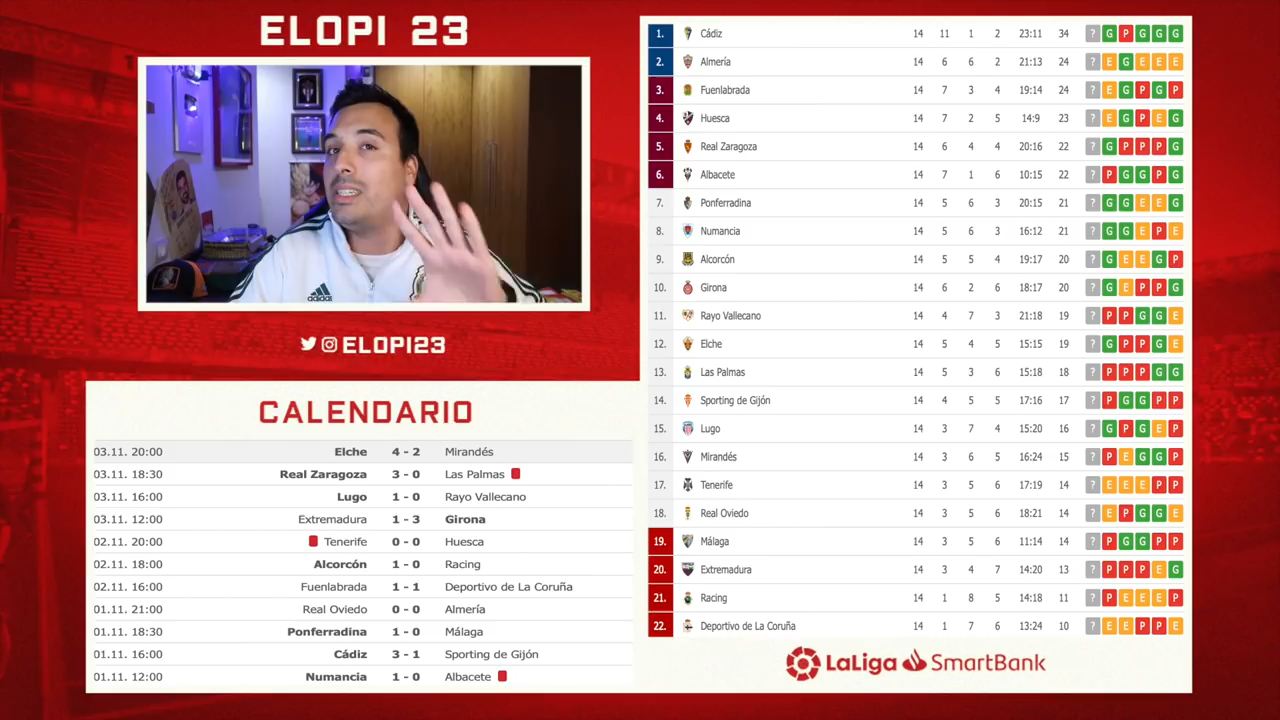 ELOPI 23
adidas
ELOPI23
CALENDARIO
03.11. 20:00 Elche 4 - 2 Mirandés
03.11. 18:30 Real Zaragoza 3 - 0 Las Palmas
03.11. 16:00 Lugo 1 - 0 Rayo Vallecano
03.11. 12:00 Extremadura 1 - 3 Girona
02.11. 20:00 Tenerife 0 - 0 Huesca
02.11. 18:00 Alcorcón 1 - 0 Racing
02.11. 16:00 Fuenlabrada 1 - 1 Deportivo de La Coruña
01.11. 21:00 Real Oviedo 0 - 0 Almería
01.11. 18:30 Ponferradina 1 - 0 Málaga
01.11. 16:00 Cádiz 3 - 1 Sporting de Gijón
01.11. 12:00 Numancia 1 - 0 Albacete
1. Cádiz 14 11 1 2 23:11 34 ? G P G G G
2. Almería 14 6 6 2 21:13 24 ? E G E E E
3. Fuenlabrada 14 7 3 4 19:14 24 ? E G P G P
4. Huesca 14 7 2 5 14:9 23 ? E G P E G
5. Real Zaragoza 14 6 4 4 20:16 22 ? G P P P G
6. Albacete 14 7 1 6 10:15 22 ? P G G P G
7. Ponferradina 14 5 6 3 20:15 21 ? G G E E G
8. Numancia 14 5 6 3 16:12 21 ? G G E P E
9. Alcorcón 14 5 5 4 19:17 20 ? G E E G P
10. Girona 14 6 2 6 18:17 20 ? G E P P G
11. Rayo Vallecano 14 4 7 3 21:18 19 ? P P G G E
12. Elche 14 5 4 5 15:15 19 ? G P P G E
13. Las Palmas 14 5 3 6 15:18 18 ? P P P G G
14. Sporting de Gijón 14 4 5 5 17:16 17 ? P G G P P
15. Lugo 14 3 7 4 15:20 16 ? G P G E P
16. Mirandés 14 3 6 5 16:24 15 ? P E G G P
17. Tenerife 14 3 5 6 17:19 14 ? E E E P P
18. Real Oviedo 14 3 5 6 18:21 14 ? E P G G E
19. Málaga 14 3 5 6 11:14 14 ? P G G P P
20. Extremadura 14 3 4 7 14:20 13 ? P P P E G
21. Racing 14 1 8 5 14:18 11 ? P E E E P
22. Deportivo de La Coruña 14 1 7 6 13:24 10 ? E E P P E
LaLiga SmartBank